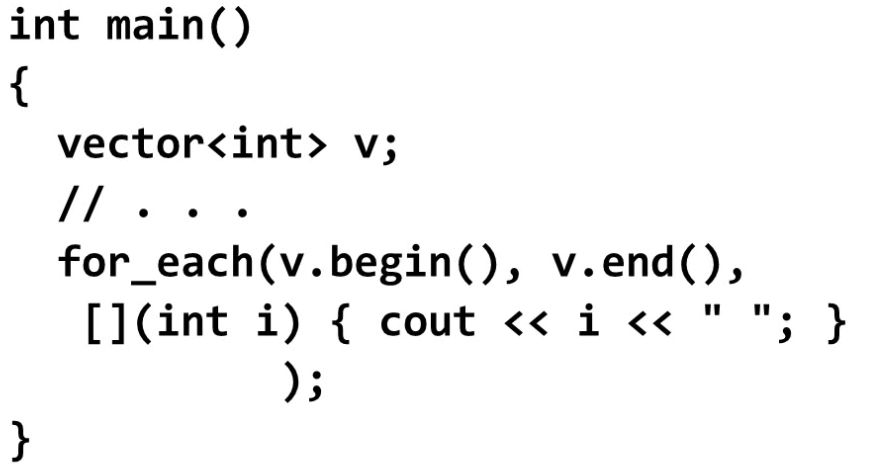 int main()
{
  vector<int> v;
  // . . .
  for_each(v.begin(), v.end(),
   [](int i) { cout << i << " "; }
           );
}